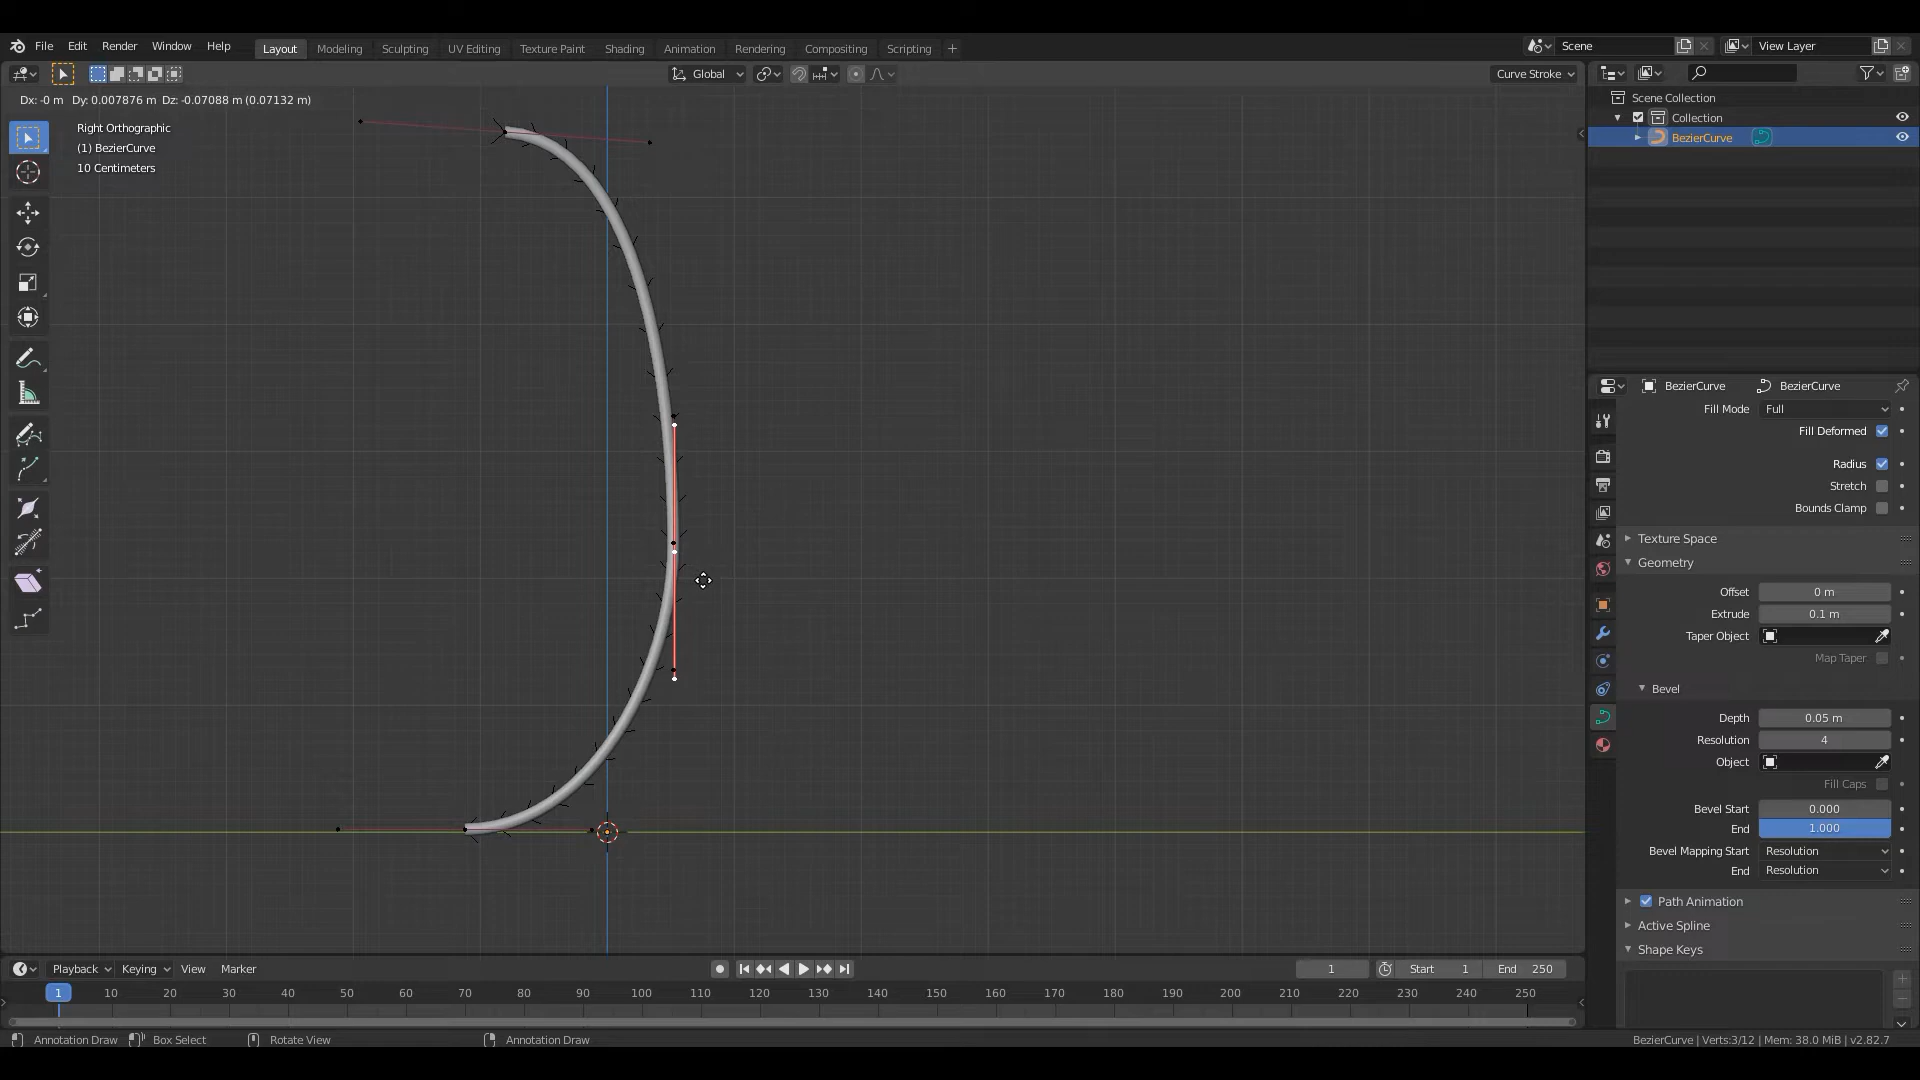 File Edit Render Window Help Layout Modeling Sculpting UV Editing Texture Paint Shading Animation Rendering Compositing Scripting + Scene View Layer
Global Curve Stroke
Dx: -0 m Dy: 0.007876 m Dz: -0.07088 m (0.07132 m)
Right Orthographic
(1) BezierCurve
10 Centimeters
Scene Collection
Collection
BezierCurve
BezierCurve BezierCurve
Fill Mode Full
Fill Deformed
Radius
Stretch
Bounds Clamp
Texture Space
Geometry
Offset 0 m
Extrude 0.1 m
Taper Object
Map Taper
Bevel
Depth 0.05 m
Resolution 4
Object
Fill Caps
Bevel Start 0.000
End 1.000
Bevel Mapping Start Resolution
End Resolution
Path Animation
Active Spline
Shape Keys
Playback Keying View Marker 1 Start 1 End 250
1 10 20 30 40 50 60 70 80 90 100 110 120 130 140 150 160 170 180 190 200 210 220 230 240 250
Annotation Draw Box Select Rotate View Annotation Draw BezierCurve | Verts:3/12 | Mem: 38.0 MiB | v2.82.7